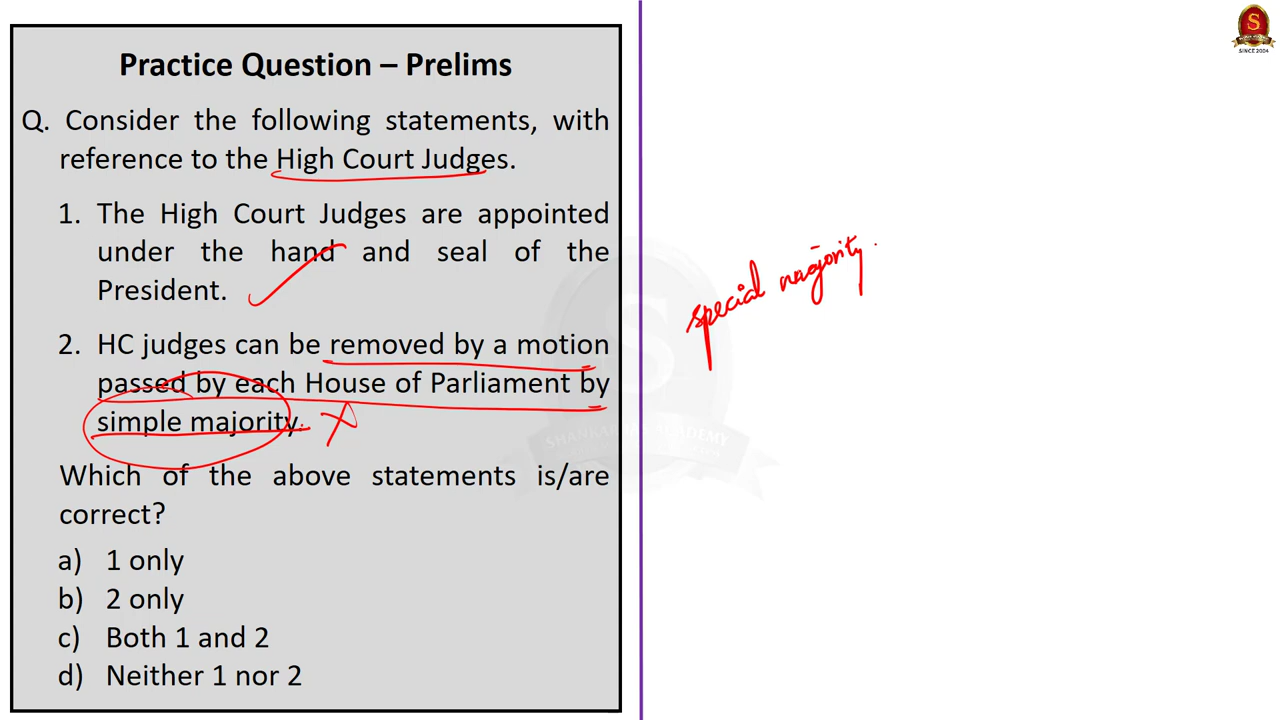 Practice Question – Prelims
Q. Consider the following statements, with
reference to the High Court Judges.
1. The High Court Judges are appointed
under the hand and seal of the
President.
2. HC judges can be removed by a motion
passed by each House of Parliament by
simple majority.
Which of the above statements is/are
correct?
a) 1 only
b) 2 only
c) Both 1 and 2
d) Neither 1 nor 2
special majority.
S
SINCE 2004
S